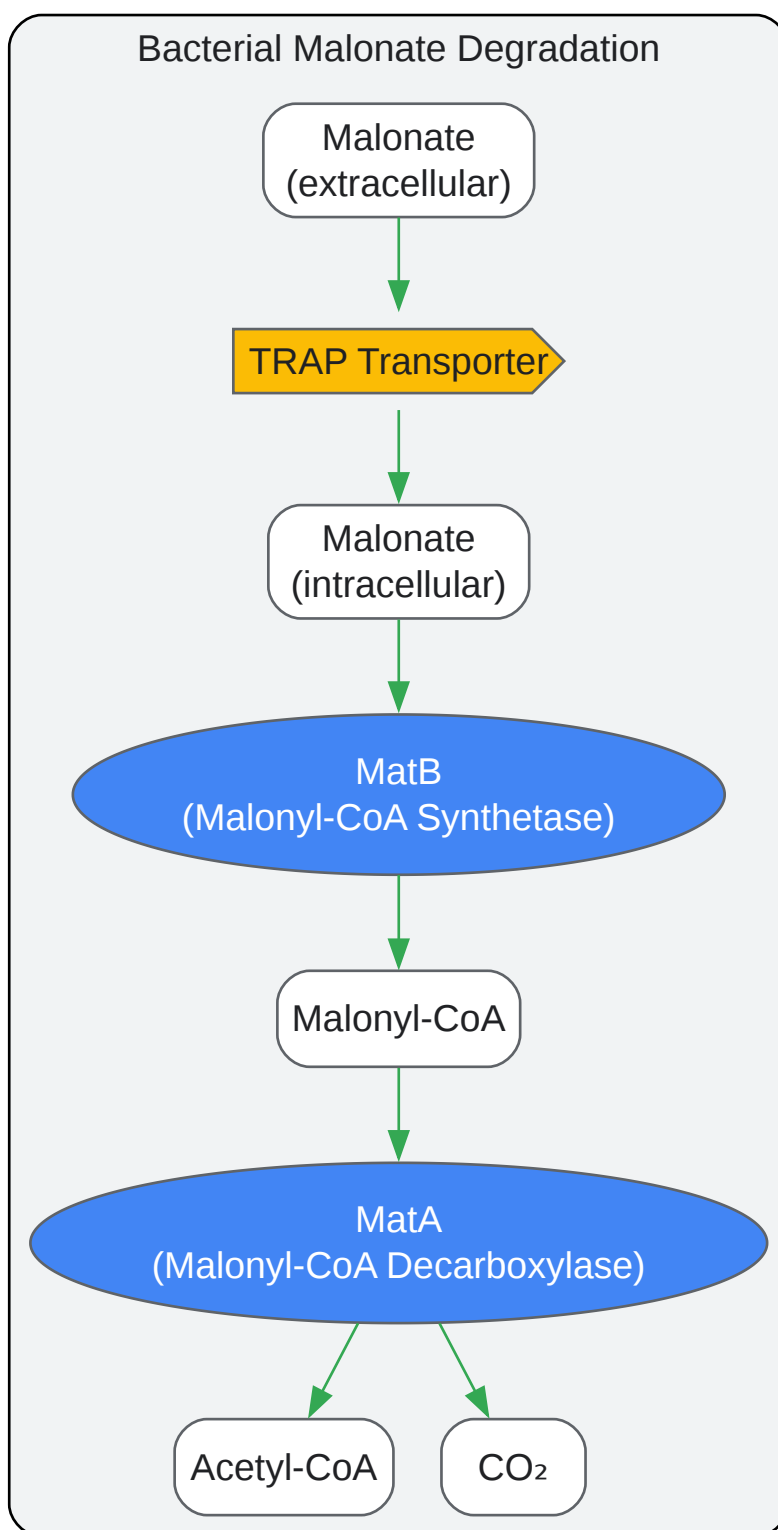 Bacterial Malonate Degradation
Malonate
(extracellular)
TRAP Transporter
Malonate
(intracellular)
MatB
(Malonyl-CoA Synthetase)
Malonyl-CoA
MatA
(Malonyl-CoA Decarboxylase)
Acetyl-CoA
CO₂